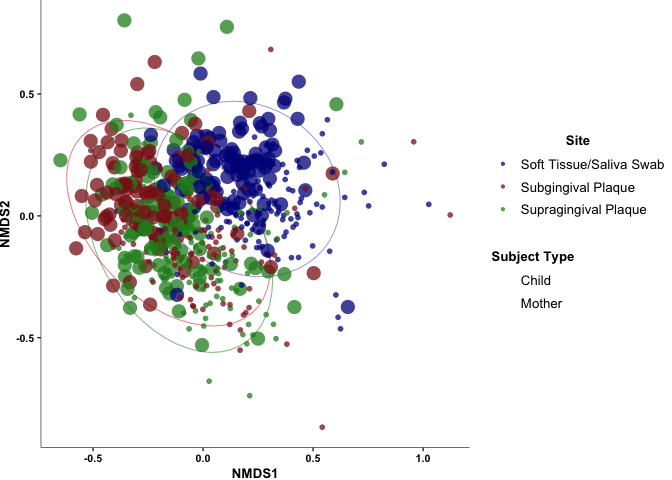 0.5
0.0
-0.5
NMDS2
-0.5
0.0
0.5
1.0
NMDS1
Site
Soft Tissue/Saliva Swab
Subgingival Plaque
Supragingival Plaque
Subject Type
Child
Mother